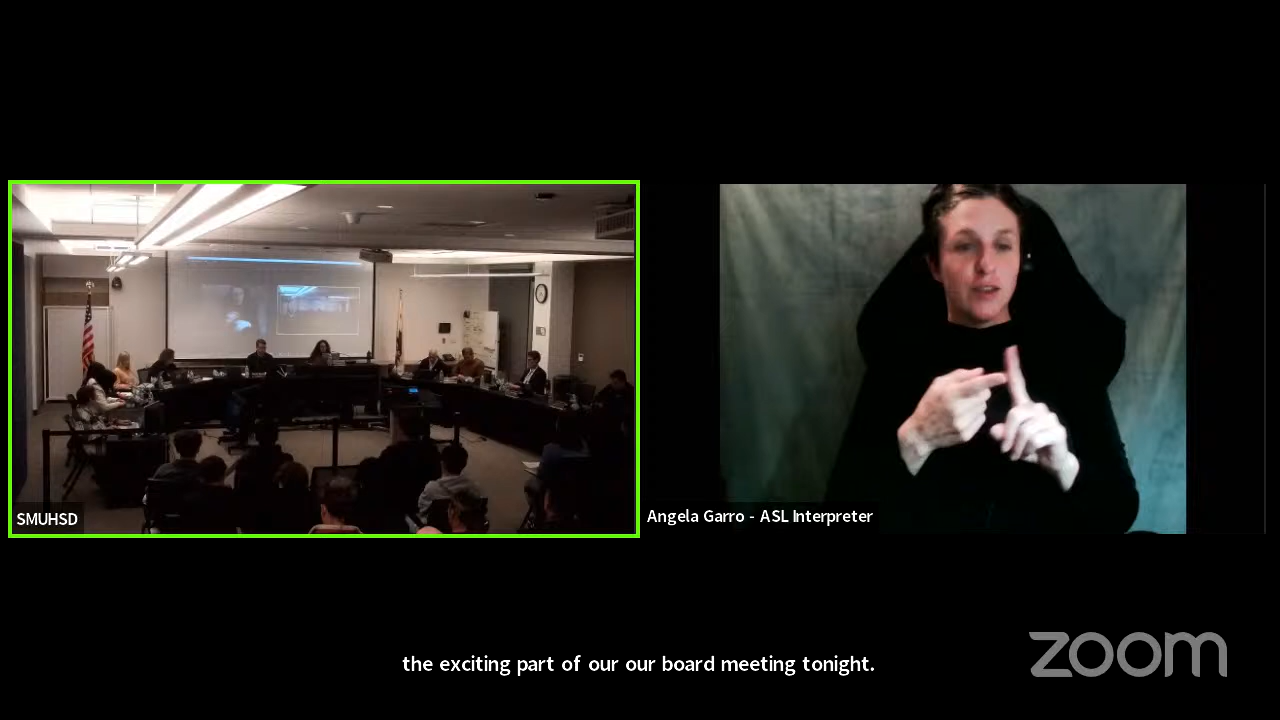 SMUHSD
Angela Garro - ASL Interpreter
the exciting part of our our board meeting tonight.
zoom